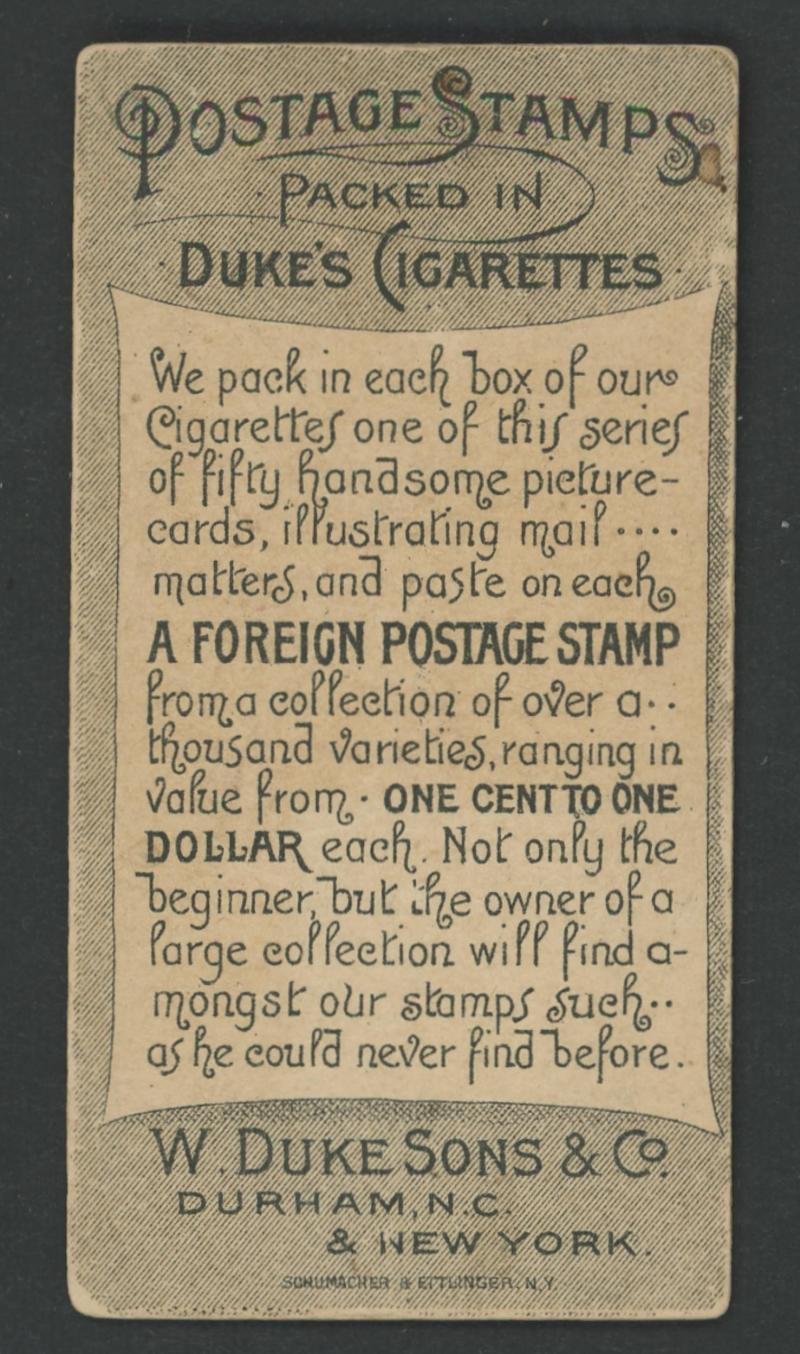 POSTAGE STAMPS
PACKED IN
DUKE'S CIGARETTES
We pack in each box of our
Cigarettes one of this series
of fifty handsome picture-
cards, illustrating mail ····
matters, and paste on each
A FOREIGN POSTAGE STAMP
from a collection of over a··
thousand varieties, ranging in
value from · ONE CENT TO ONE
DOLLAR each. Not only the
beginner, but the owner of a
large collection will find a-
mongst our stamps such··
as he could never find before.
W. DUKE SONS & Co.
DURHAM, N.C.
& NEW YORK.
SCHUMACHER & ETTLINGER. N.Y.